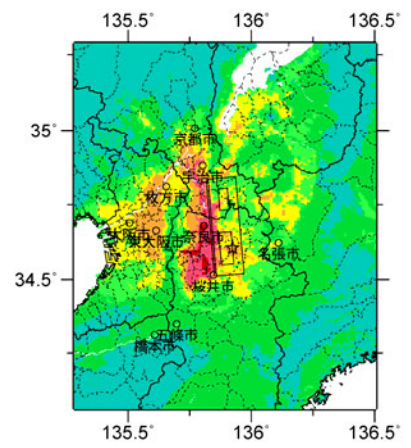 135.5° 136° 136.5°
35°
京都市
宇治市
枚方市
大阪市
東大阪市
奈良市
名張市
34.5°
桜井市
五條市
橋本市
135.5° 136° 136.5°